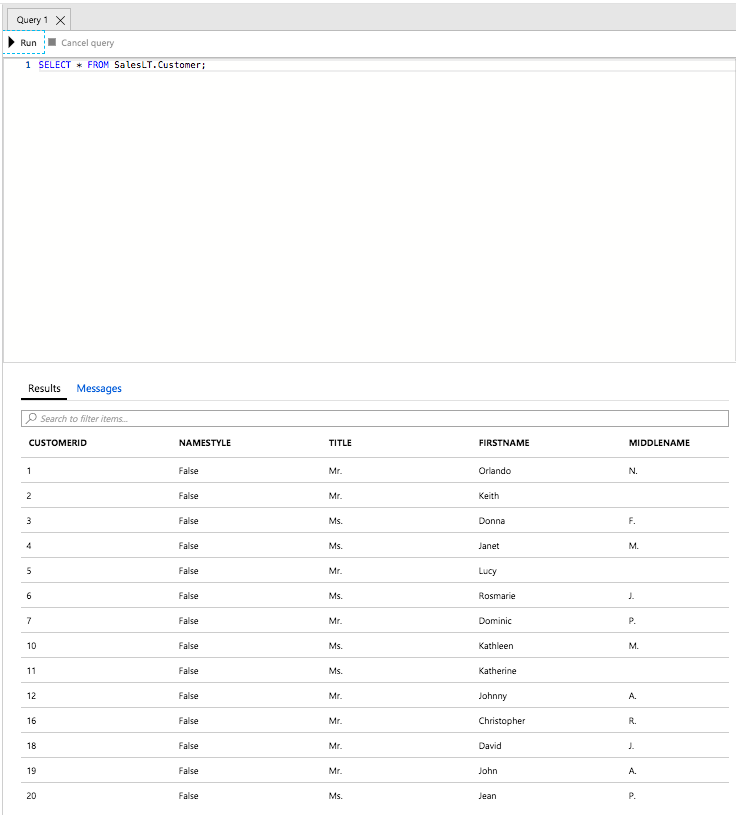 Query 1
Run Cancel query
1 SELECT * FROM SalesLT.Customer;
Results Messages
Search to filter items...
CUSTOMERID NAMESTYLE TITLE FIRSTNAME MIDDLENAME
1 False Mr. Orlando N.
2 False Mr. Keith
3 False Ms. Donna F.
4 False Ms. Janet M.
5 False Mr. Lucy
6 False Ms. Rosmarie J.
7 False Mr. Dominic P.
10 False Ms. Kathleen M.
11 False Ms. Katherine
12 False Mr. Johnny A.
16 False Mr. Christopher R.
18 False Mr. David J.
19 False Mr. John A.
20 False Ms. Jean P.